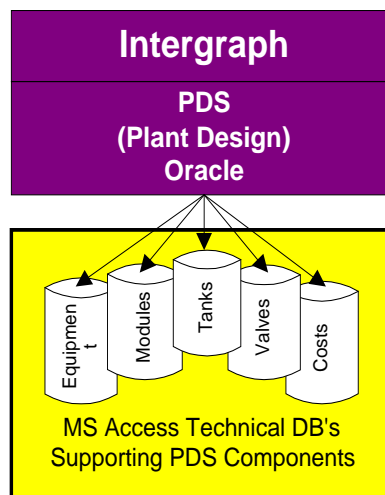 Intergraph
PDS
(Plant Design)
Oracle
Equipmen
t
Modules
Tanks
Valves
Costs
MS Access Technical DB's
Supporting PDS Components